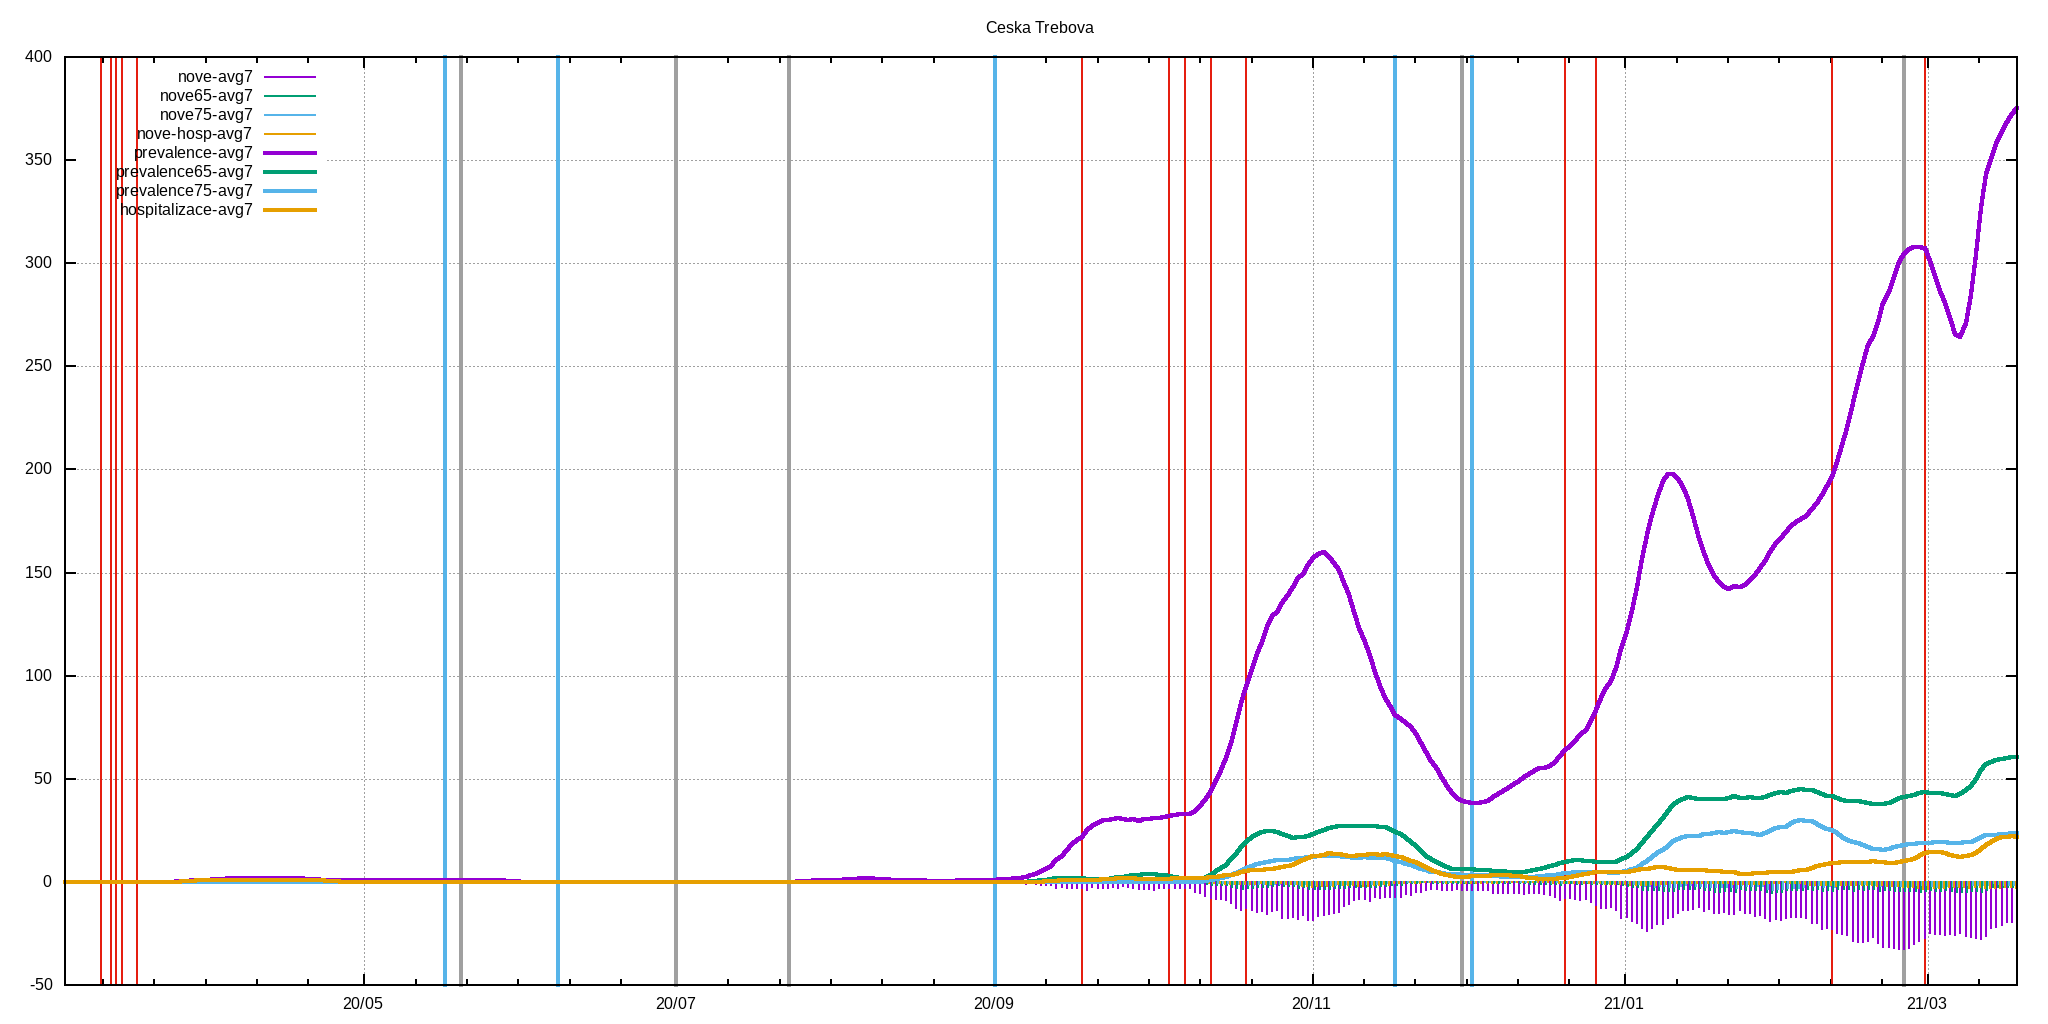 Ceska Trebova
400
350
300
250
200
150
100
50
0
-50
nove-avg7
nove65-avg7
nove75-avg7
nove-hosp-avg7
prevalence-avg7
prevalence65-avg7
prevalence75-avg7
hospitalizace-avg7
20/05
20/07
20/09
20/11
21/01
21/03